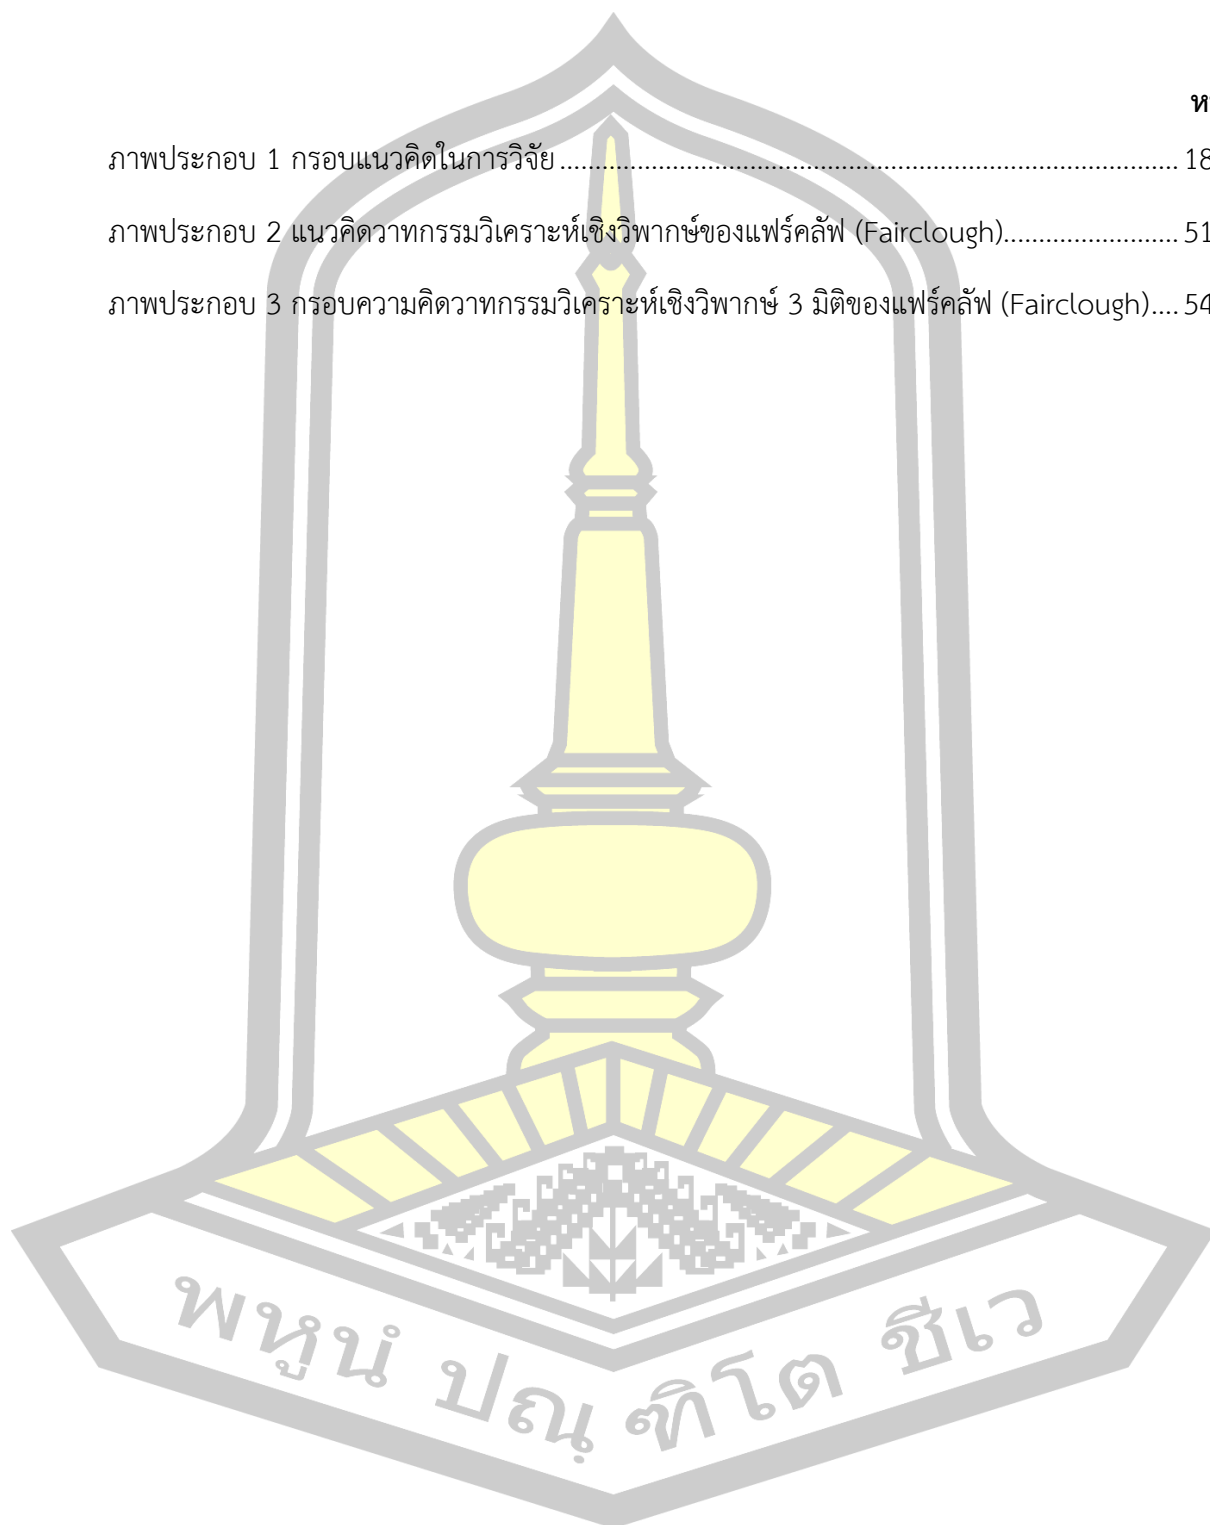 ภาพประกอบ 1 กรอบแนวคิดในการวิจัย........................................................................................ 18
ภาพประกอบ 2 แนวคิดวาทกรรมวิเคราะห์เชิงวิพากษ์ของแฟร์คลัฟ (Fairclough)......................... 51
ภาพประกอบ 3 กรอบความคิดวาทกรรมวิเคราะห์เชิงวิพากษ์ 3 มิติของแฟร์คลัฟ (Fairclough).... 54
พหูนํ ปณฺฑิโต ชีเว